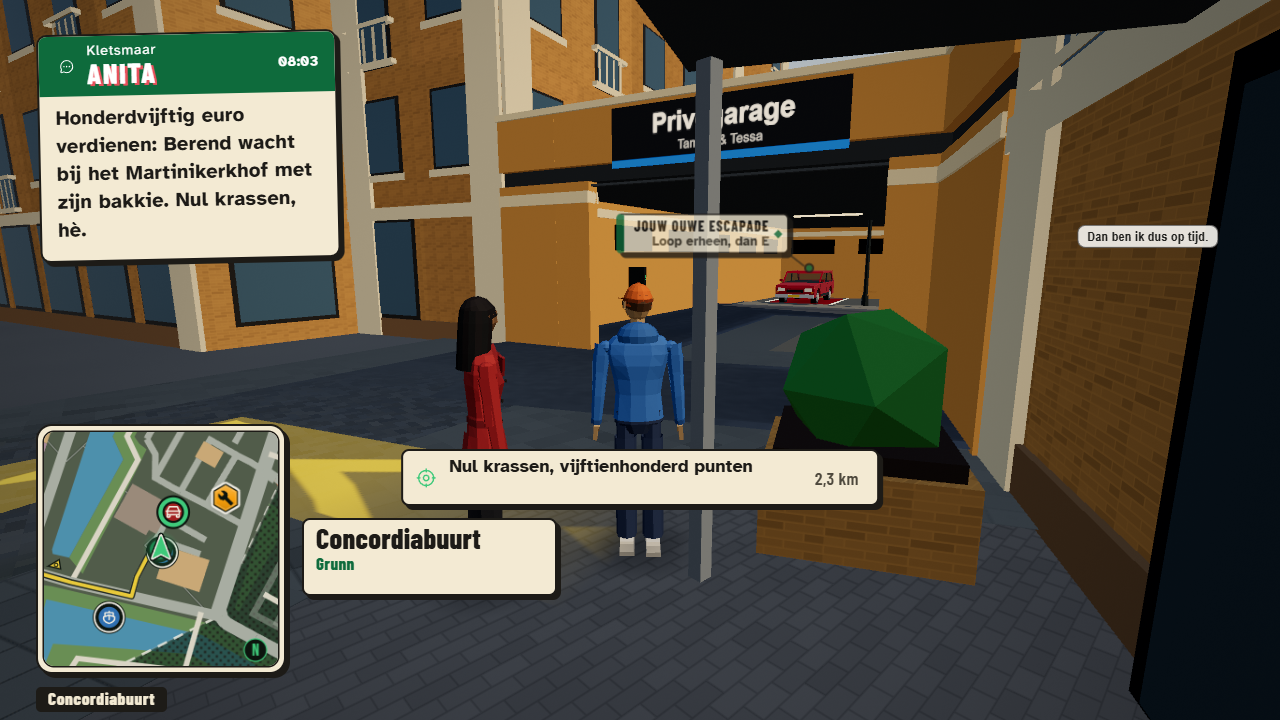 Kletsmaar
ANITA
08:03
Honderdvijftig euro
verdienen: Berend wacht
bij het Martinikerkhof met
zijn bakkie. Nul krassen,
hè.
JOUW OUWE ESCAPADE
Loop erheen, dan E
Dan ben ik dus op tijd.
Nul krassen, vijftienhonderd punten
2,3 km
Concordiabuurt
Grunn
N
Concordiabuurt